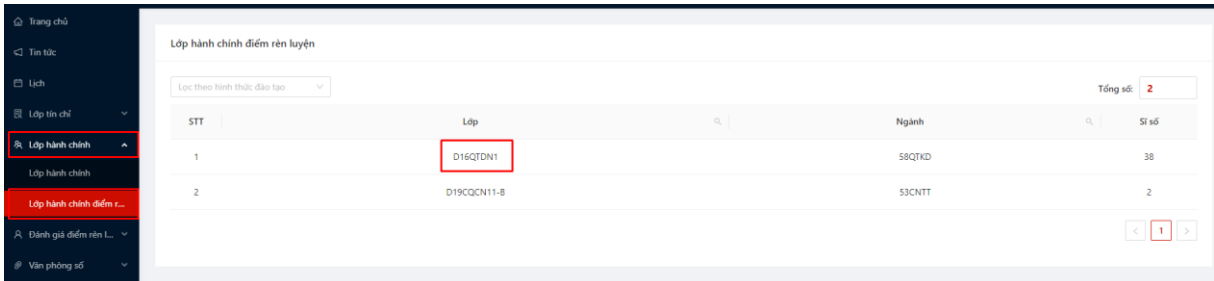 Trang chủ
Tin tức
Lịch
Lớp tín chỉ
Lớp hành chính
Lớp hành chính
Lớp hành chính điểm r...
Đánh giá điểm rèn l...
Văn phòng số
Lớp hành chính điểm rèn luyện
Lọc theo hình thức đào tạo
Tổng số: 2
STT Lớp Ngành Sĩ số
1 D16QTDN1 58QTKD 38
2 D19CQCN11-B 53CNTT 2
< 1 >